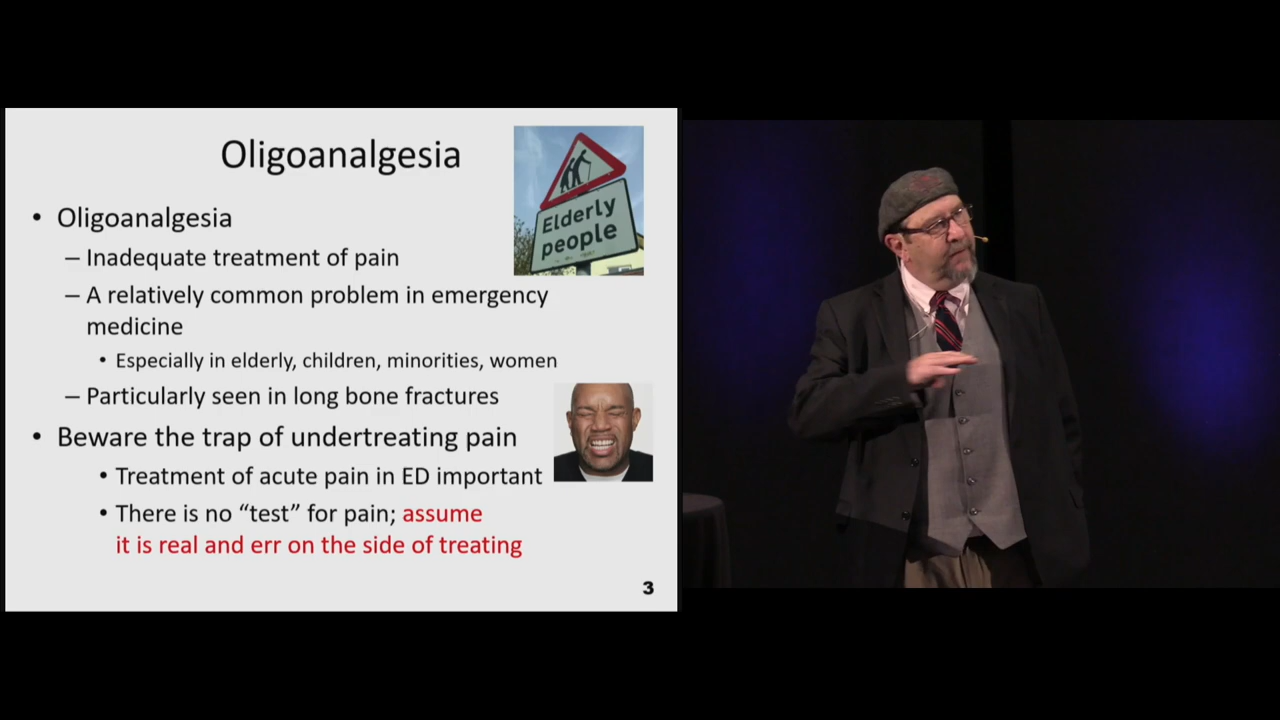 Oligoanalgesia
Elderly
people
• Oligoanalgesia
– Inadequate treatment of pain
– A relatively common problem in emergency
medicine
• Especially in elderly, children, minorities, women
– Particularly seen in long bone fractures
• Beware the trap of undertreating pain
• Treatment of acute pain in ED important
• There is no “test” for pain; assume
it is real and err on the side of treating
3